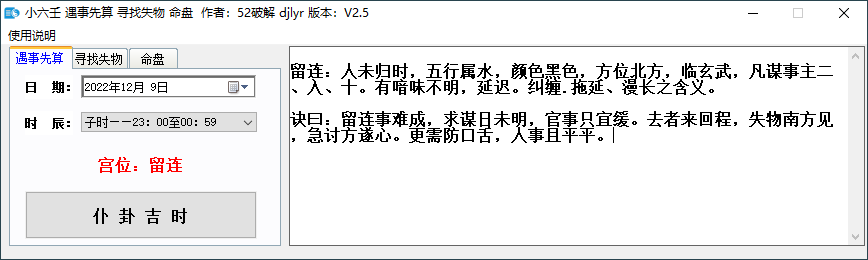 小六壬 遇事先算 寻找失物 命盘  作者：52破解 djlyr 版本：V2.5
使用说明
遇事先算 寻找失物 命盘
日 期： 2022年12月 9日
时 辰： 子时－－23：00至00：59
宫位：留连
仆 卦 吉 时
留连：人未归时，五行属水，颜色黑色，方位北方，临玄武，凡谋事主二
、八、十。有暗昧不明，延迟。纠缠.拖延、漫长之含义。
诀曰：留连事难成，求谋日未明，官事只宜缓。去者来回程，失物南方见
，急讨方遂心。更需防口舌，人事且平平。